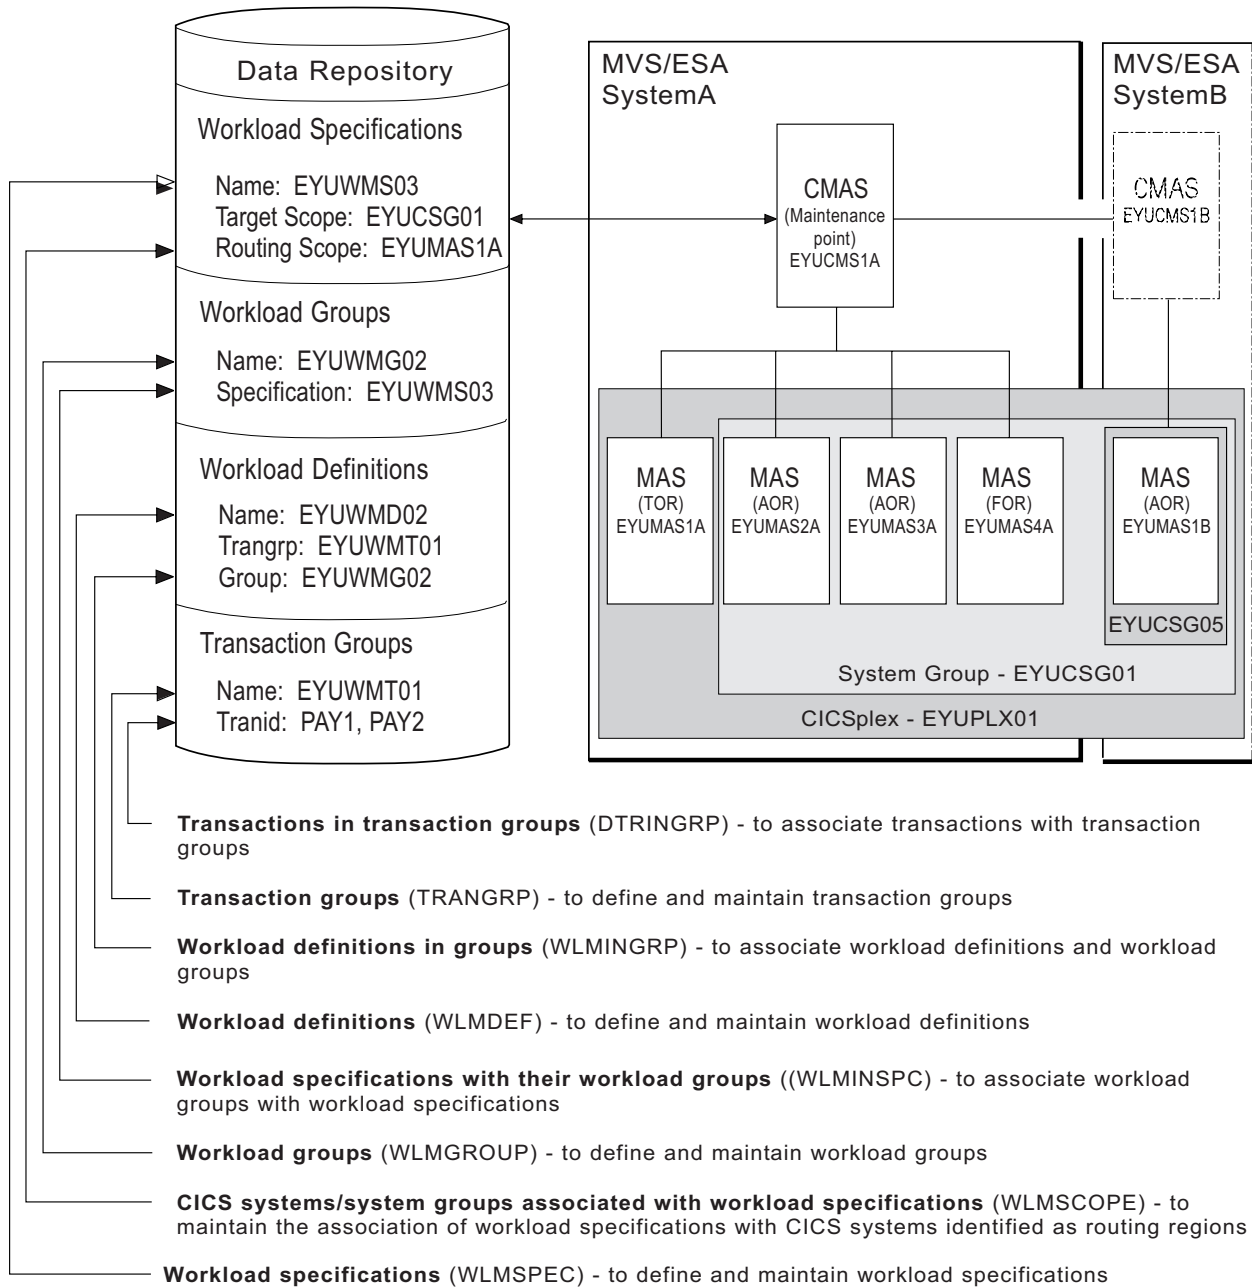 Data Repository
Workload Specifications
Name: EYUWMS03
Target Scope: EYUCSG01
Routing Scope: EYUMAS1A
Workload Groups
Name: EYUWMG02
Specification: EYUWMS03
Workload Definitions
Name: EYUWMD02
Trangrp: EYUWMT01
Group: EYUWMG02
Transaction Groups
Name: EYUWMT01
Tranid: PAY1, PAY2
MVS/ESA
SystemA
CMAS
(Maintenance
point)
EYUCMS1A
MVS/ESA
SystemB
CMAS
EYUCMS1B
MAS
(TOR)
EYUMAS1A
MAS
(AOR)
EYUMAS2A
MAS
(AOR)
EYUMAS3A
MAS
(FOR)
EYUMAS4A
MAS
(AOR)
EYUMAS1B
EYUCSG05
System Group - EYUCSG01
CICSplex - EYUPLX01
Transactions in transaction groups (DTRINGRP) - to associate transactions with transaction
groups
Transaction groups (TRANGRP) - to define and maintain transaction groups
Workload definitions in groups (WLMINGRP) - to associate workload definitions and workload
groups
Workload definitions (WLMDEF) - to define and maintain workload definitions
Workload specifications with their workload groups ((WLMINSPC) - to associate workload
groups with workload specifications
Workload groups (WLMGROUP) - to define and maintain workload groups
CICS systems/system groups associated with workload specifications (WLMSCOPE) - to
maintain the association of workload specifications with CICS systems identified as routing regions
Workload specifications (WLMSPEC) - to define and maintain workload specifications